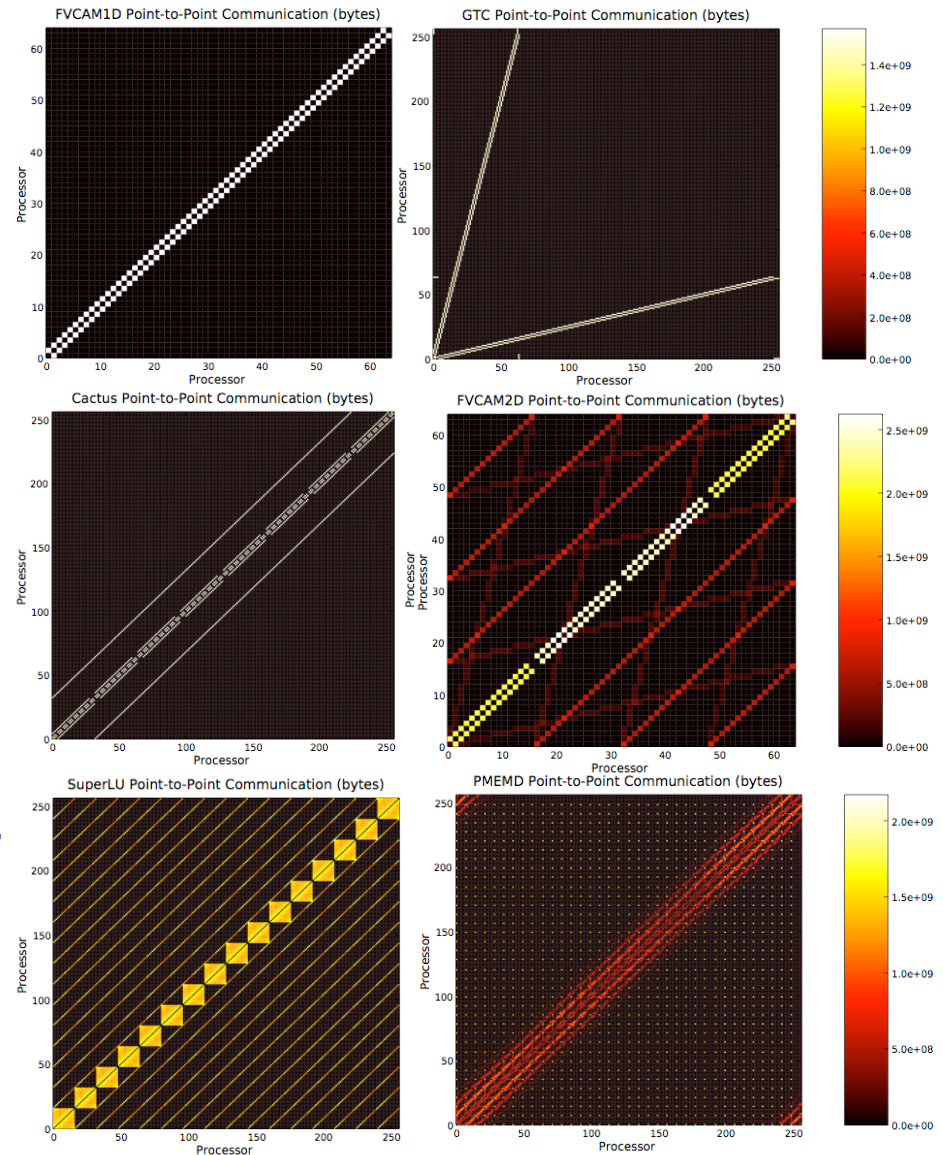 FVCAM1D Point-to-Point Communication (bytes)
Processor
60
50
40
30
20
10
0
0 10 20 30 40 50 60
Processor
GTC Point-to-Point Communication (bytes)
Processor
250
200
150
100
50
0
0 50 100 150 200 250
Processor
1.4e+09
1.2e+09
1.0e+09
8.0e+08
6.0e+08
4.0e+08
2.0e+08
0.0e+00
Cactus Point-to-Point Communication (bytes)
Processor
250
200
150
100
50
0
0 50 100 150 200 250
Processor
FVCAM2D Point-to-Point Communication (bytes)
Processor
Processor
60
50
40
30
20
10
0
0 10 20 30 40 50 60
Processor
2.5e+09
2.0e+09
1.5e+09
1.0e+09
5.0e+08
0.0e+00
SuperLU Point-to-Point Communication (bytes)
Processor
250
200
150
100
50
0
0 50 100 150 200 250
Processor
PMEMD Point-to-Point Communication (bytes)
Processor
250
200
150
100
50
0
0 50 100 150 200 250
Processor
2.0e+09
1.5e+09
1.0e+09
5.0e+08
0.0e+00